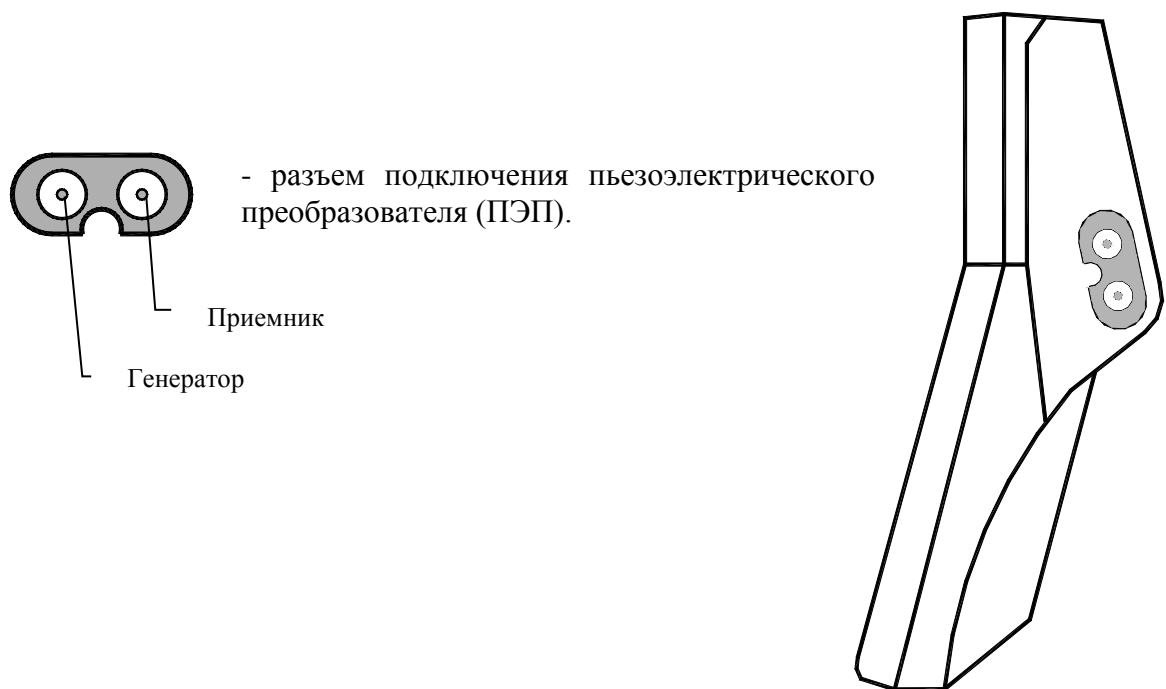 - разъем подключения пьезоэлектрического
преобразователя (ПЭП).
Приемник
Генератор